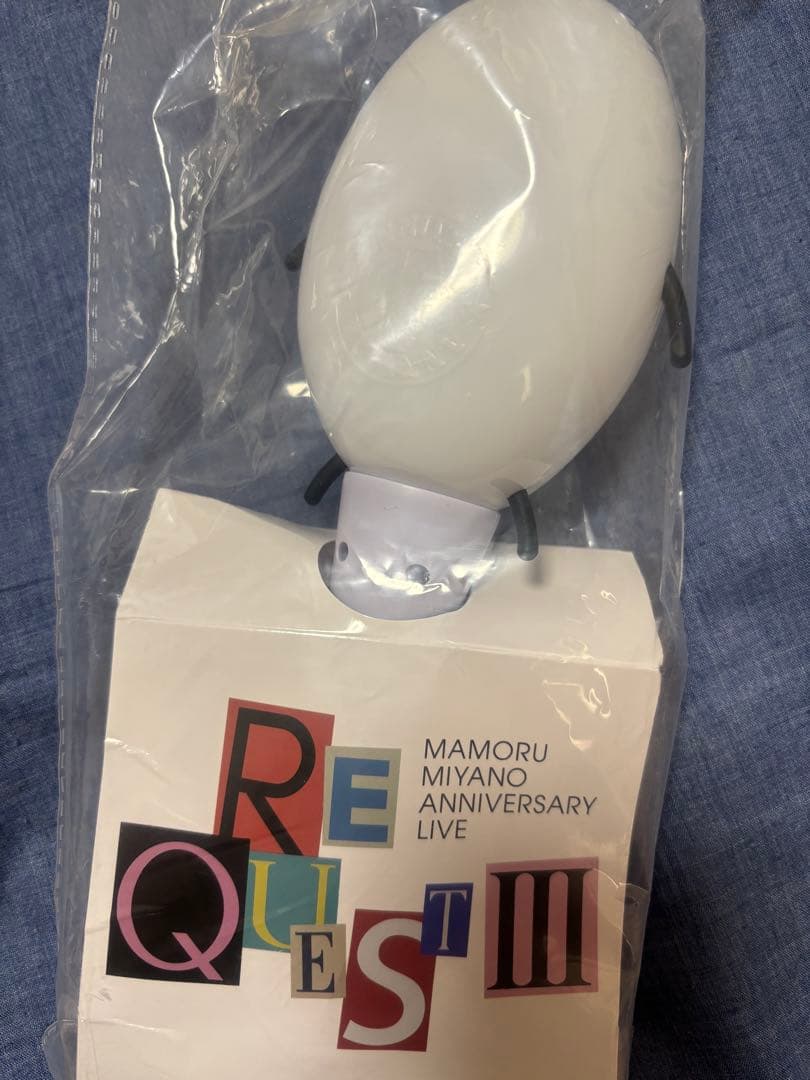 REQUEST III
MAMORU
MIYANO
ANNIVERSARY
LIVE